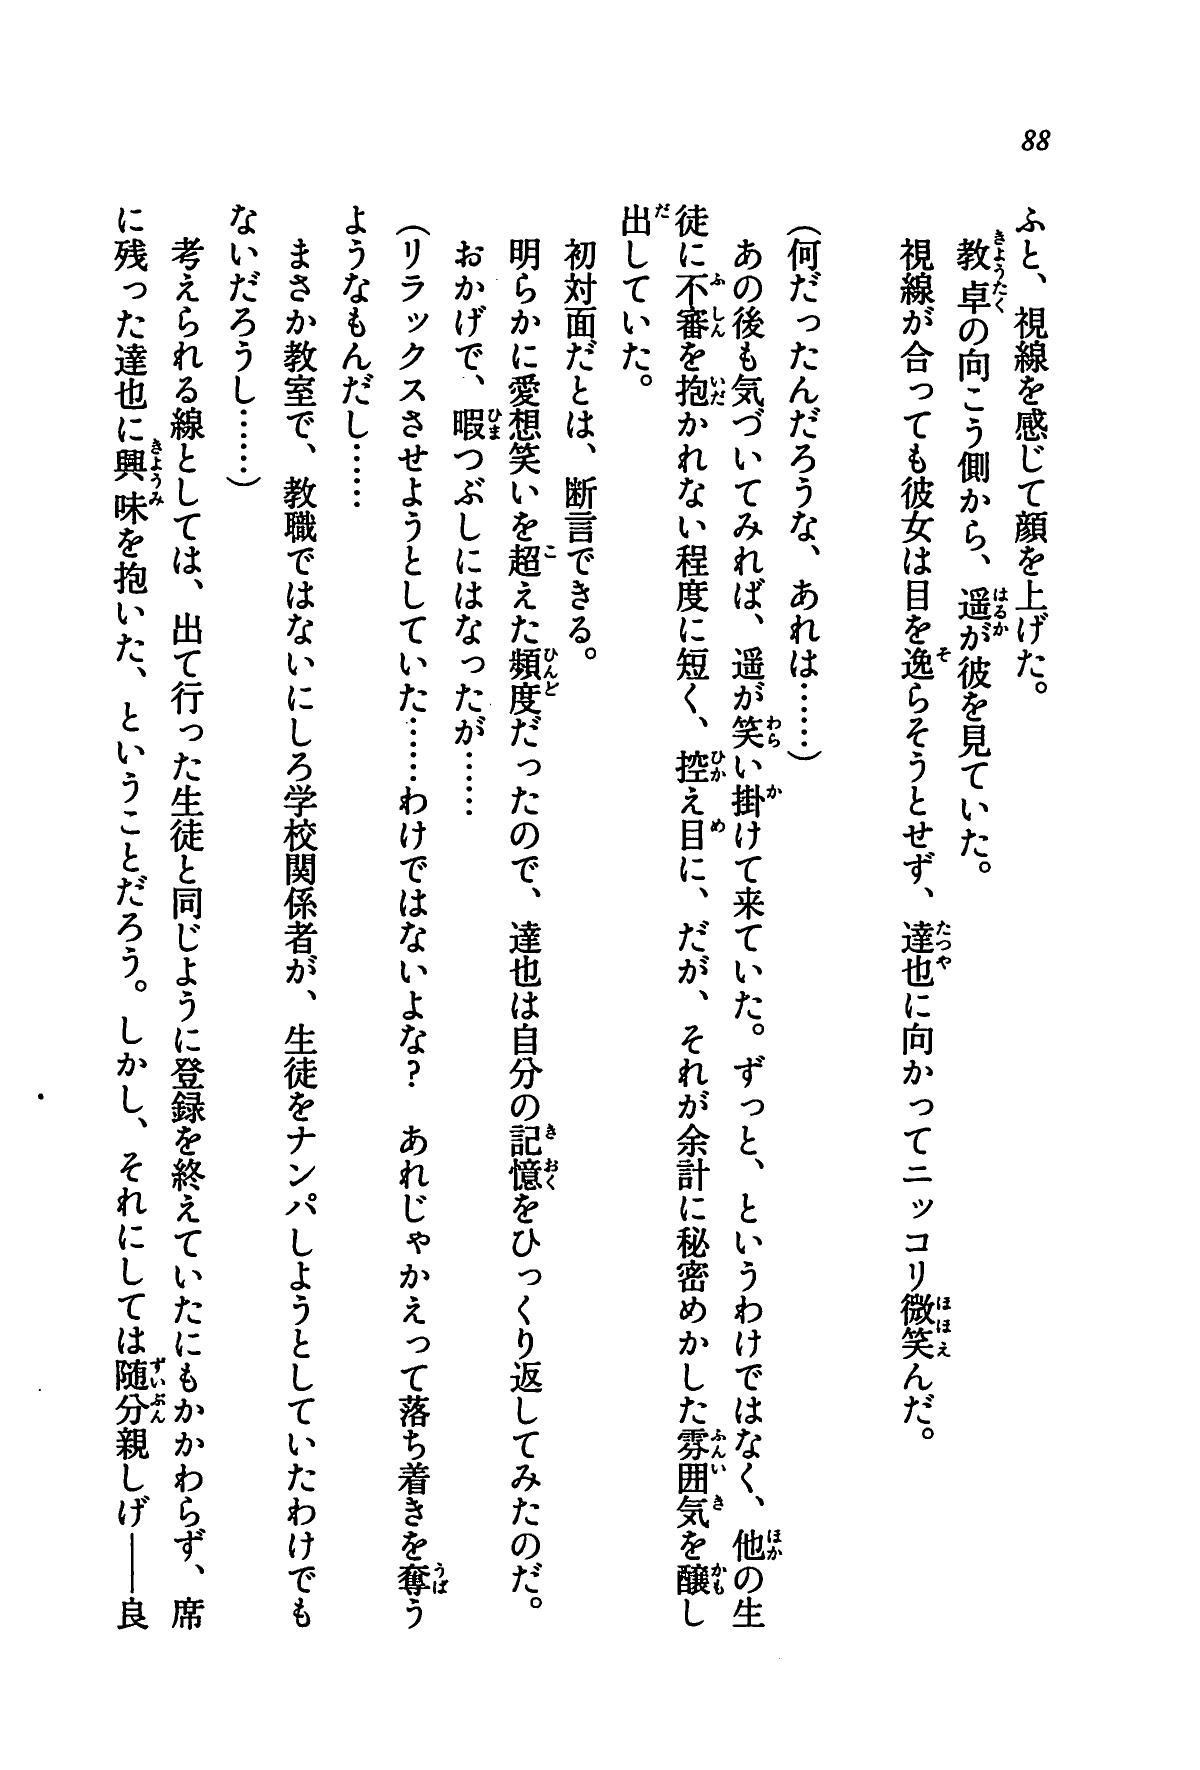 88
ふと、視線を感じて顔を上げた。
教卓の向こう側から、遥が彼を見ていた。
視線が合っても彼女は目を逸らそうとせず、達也に向かってニッコリ微笑んだ。
(何だったんだろうな、あれは……)
あの後も気づいてみれば、遥が笑い掛けて来ていた。ずっと、というわけではなく、他の生
徒に不審を抱かれない程度に短く、控え目に、だが、それが余計に秘密めかした雰囲気を醸し
出していた。
初対面だとは、断言できる。
明らかに愛想笑いを超えた頻度だったので、達也は自分の記憶をひっくり返してみたのだ。
おかげで、暇つぶしにはなったが……
(リラックスさせようとしていた……わけではないよな？　あれじゃかえって落ち着きを奪う
ようなもんだし……
まさか教室で、教職ではないにしろ学校関係者が、生徒をナンパしようとしていたわけでも
ないだろうし……)
考えられる線としては、出て行った生徒と同じように登録を終えていたにもかかわらず、席
に残った達也に興味を抱いた、ということだろう。しかし、それにしては随分親しげ――良